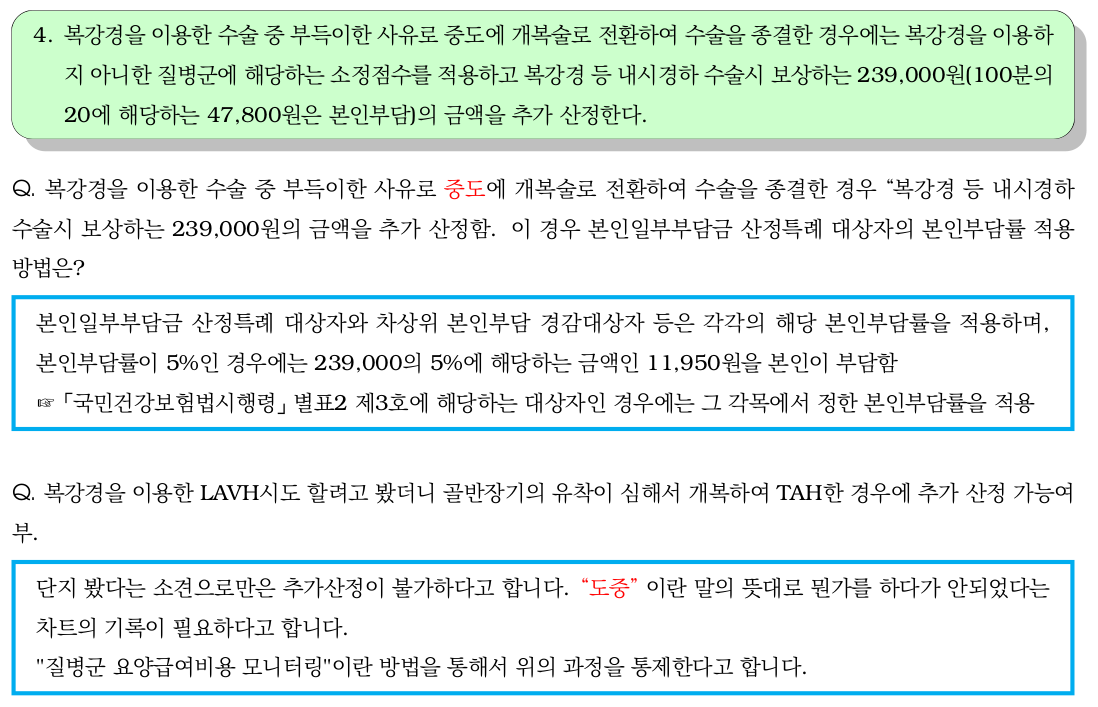 4. 복강경을 이용한 수술 중 부득이한 사유로 중도에 개복술로 전환하여 수술을 종결한 경우에는 복강경을 이용하
지 아니한 질병군에 해당하는 소정점수를 적용하고 복강경 등 내시경하 수술시 보상하는 239,000원(100분의
20에 해당하는 47,800원은 본인부담)의 금액을 추가 산정한다.
Q. 복강경을 이용한 수술 중 부득이한 사유로 중도에 개복술로 전환하여 수술을 종결한 경우 “복강경 등 내시경하
수술시 보상하는 239,000원의 금액을 추가 산정함. 이 경우 본인일부부담금 산정특례 대상자의 본인부담률 적용
방법은?
본인일부부담금 산정특례 대상자와 차상위 본인부담 경감대상자 등은 각각의 해당 본인부담률을 적용하며,
본인부담률이 5%인 경우에는 239,000의 5%에 해당하는 금액인 11,950원을 본인이 부담함
☞「국민건강보험법시행령」별표2 제3호에 해당하는 대상자인 경우에는 그 각목에서 정한 본인부담률을 적용
Q. 복강경을 이용한 LAVH시도 할려고 봤더니 골반장기의 유착이 심해서 개복하여 TAH한 경우에 추가 산정 가능여
부.
단지 봤다는 소견으로만은 추가산정이 불가하다고 합니다. “도중” 이란 말의 뜻대로 뭔가를 하다가 안되었다는
차트의 기록이 필요하다고 합니다.
"질병군 요양급여비용 모니터링"이란 방법을 통해서 위의 과정을 통제한다고 합니다.